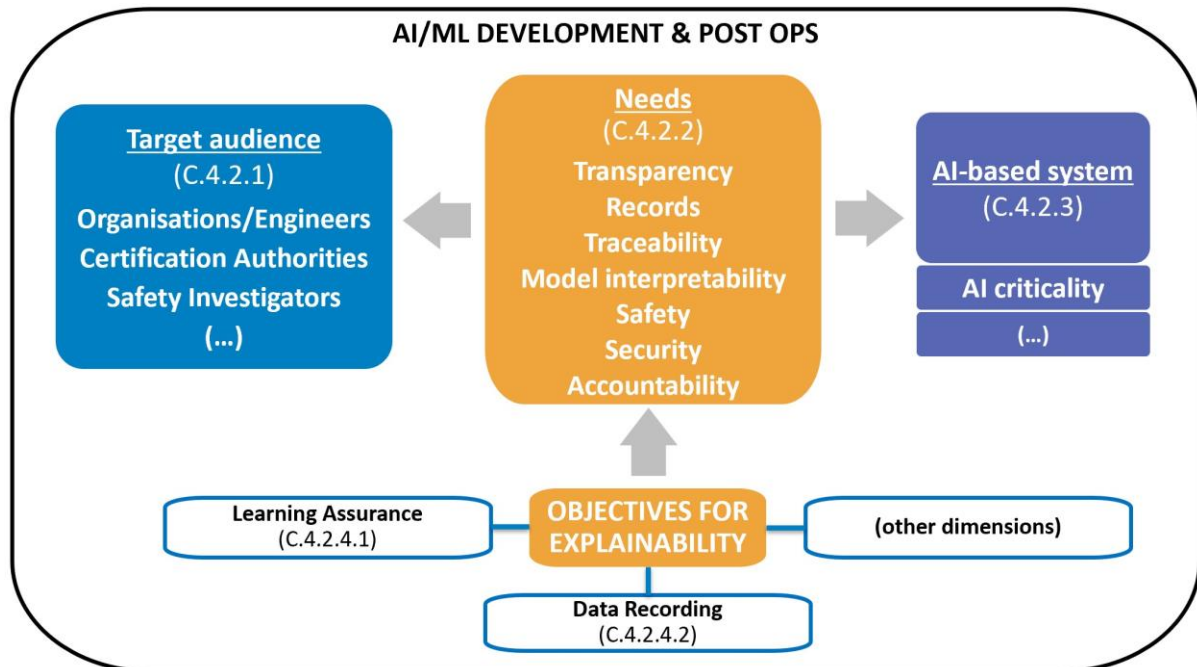 AI/ML DEVELOPMENT & POST OPS
Target audience
(C.4.2.1)
Organisations/Engineers
Certification Authorities
Safety Investigators
(...)
Needs
(C.4.2.2)
Transparency
Records
Traceability
Model interpretability
Safety
Security
Accountability
AI-based system
(C.4.2.3)
AI criticality
(...)
Learning Assurance
(C.4.2.4.1)
OBJECTIVES FOR
EXPLAINABILITY
(other dimensions)
Data Recording
(C.4.2.4.2)